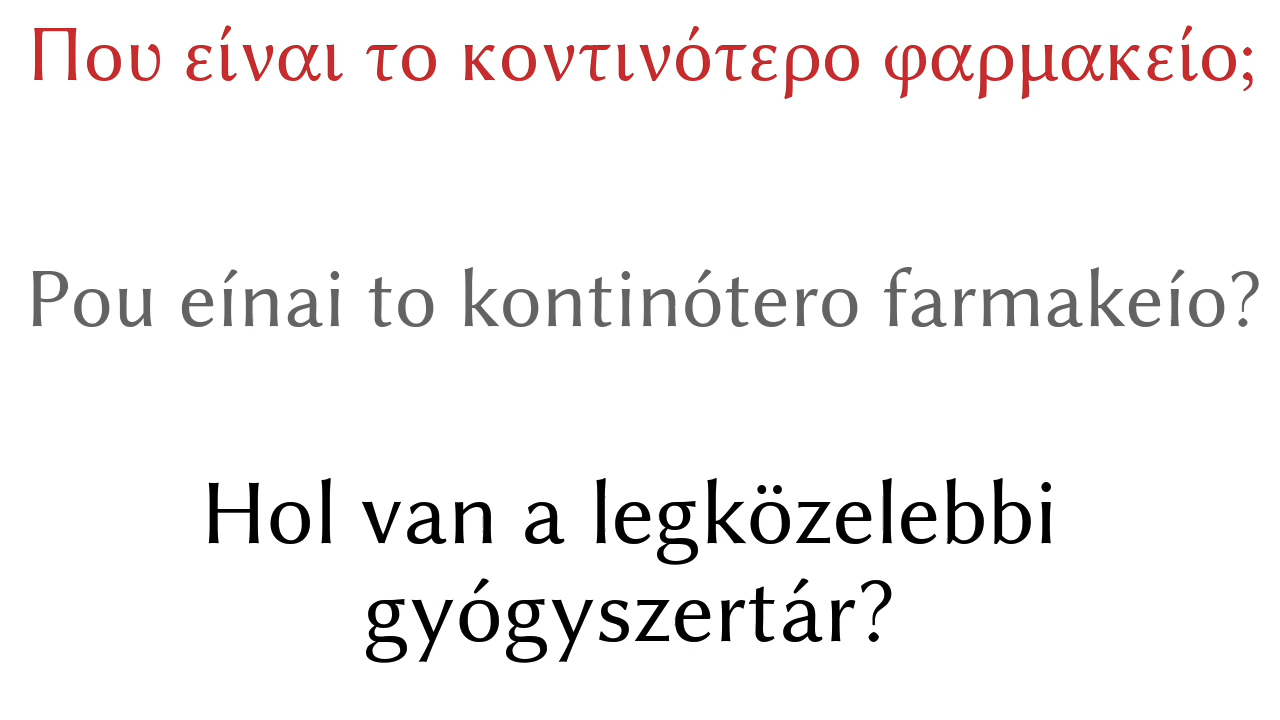 Που είναι το κοντινότερο φαρμακείο;
Pou eínai to kontinótero farmakeío?
Hol van a legközelebbi
gyógyszertár?